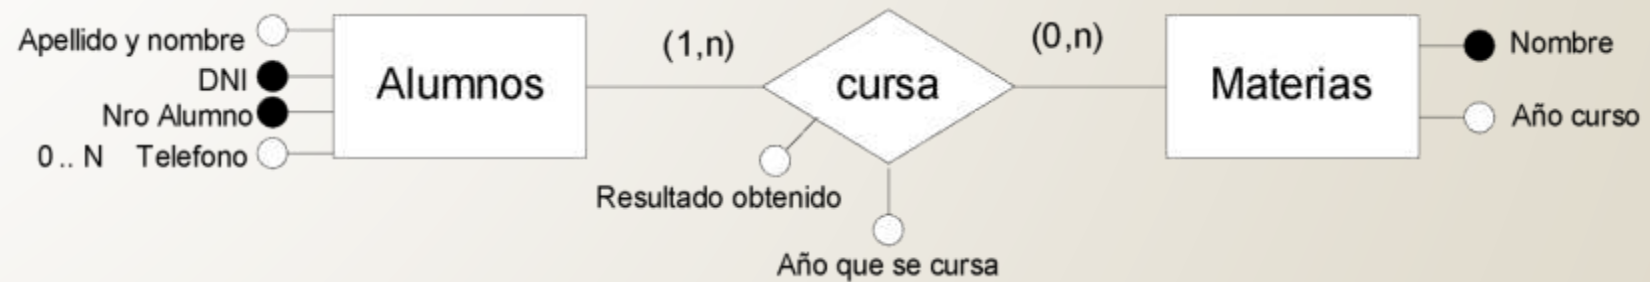 Apellido y nombre
DNI
Nro Alumno
0 .. N Telefono
Alumnos
(1,n)
cursa
(0,n)
Resultado obtenido
Año que se cursa
Materias
Nombre
Año curso